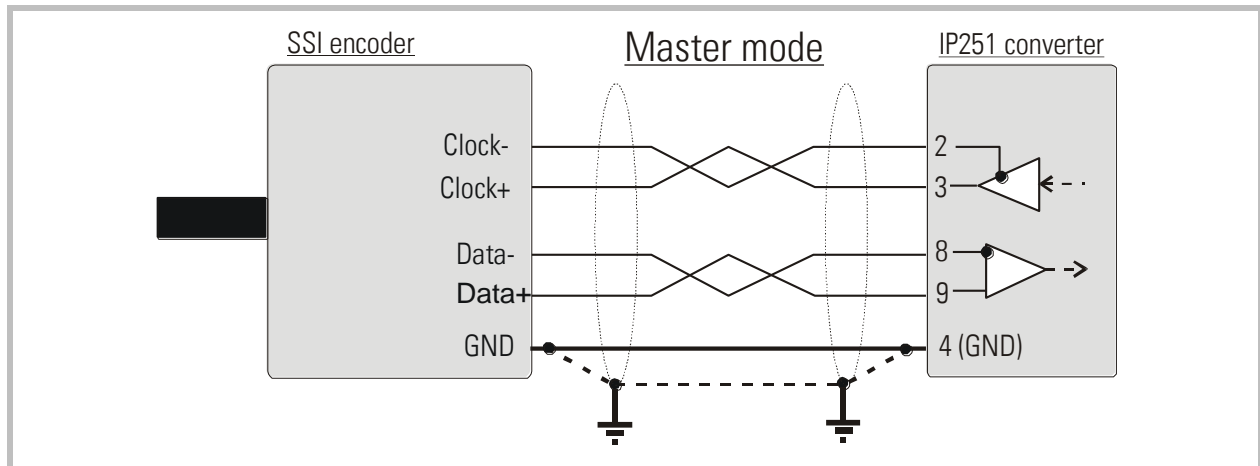 SSI encoder
Master mode
IP251 converter
Clock-
2
Clock+
3
Data-
8
Data+
9
GND
4 (GND)